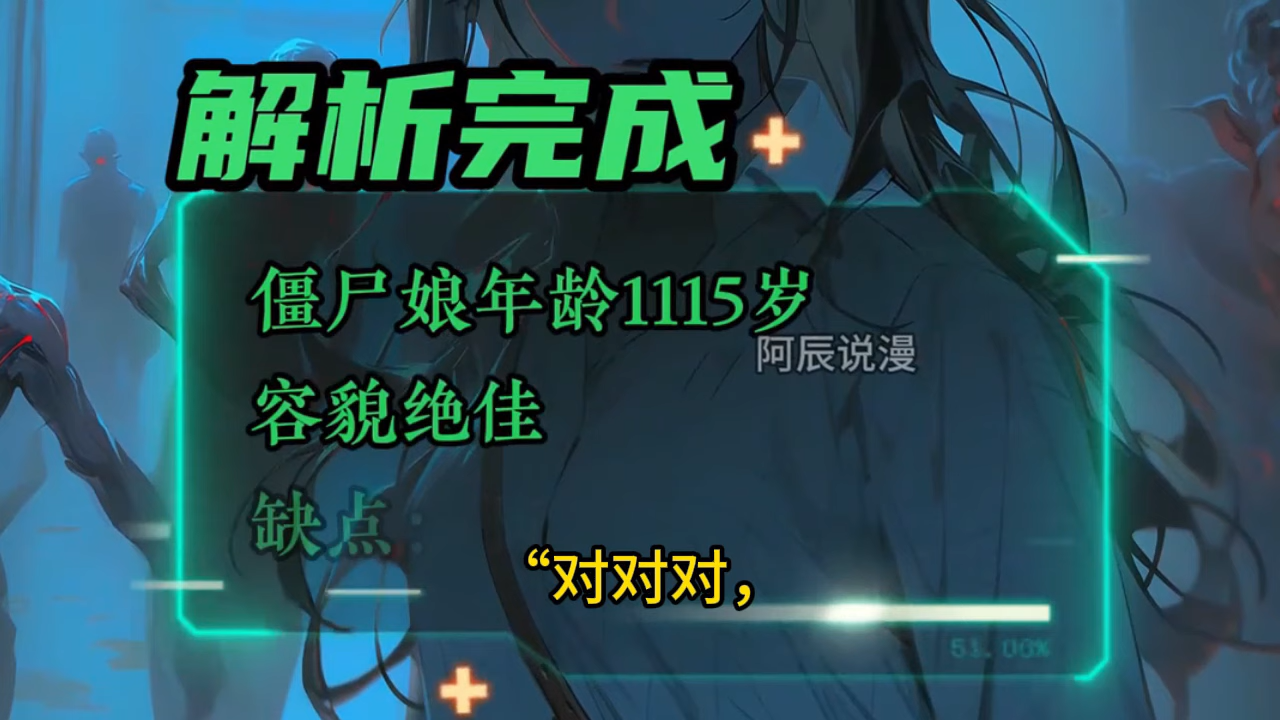 解析完成
僵尸娘年龄1115岁
阿辰说漫
容貌绝佳
缺点：
“对对对，